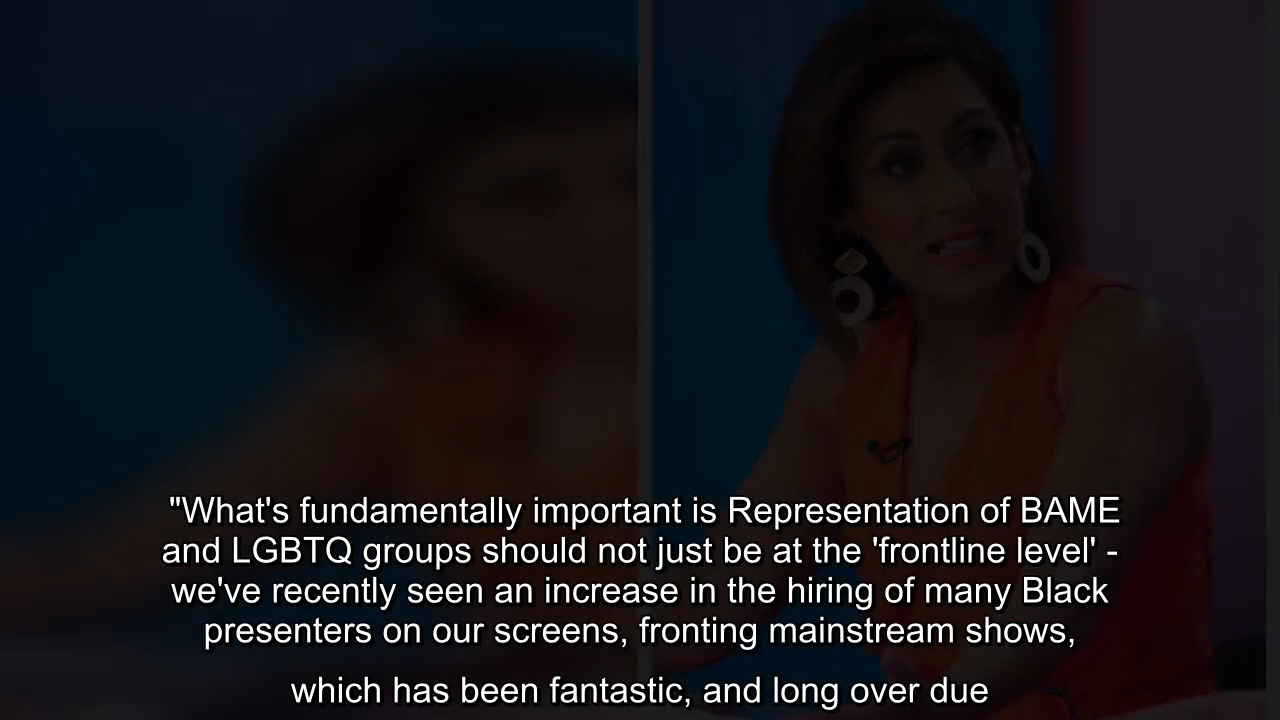 "What's fundamentally important is Representation of BAME
and LGBTQ groups should not just be at the 'frontline level' -
we've recently seen an increase in the hiring of many Black
presenters on our screens, fronting mainstream shows,
which has been fantastic, and long over due